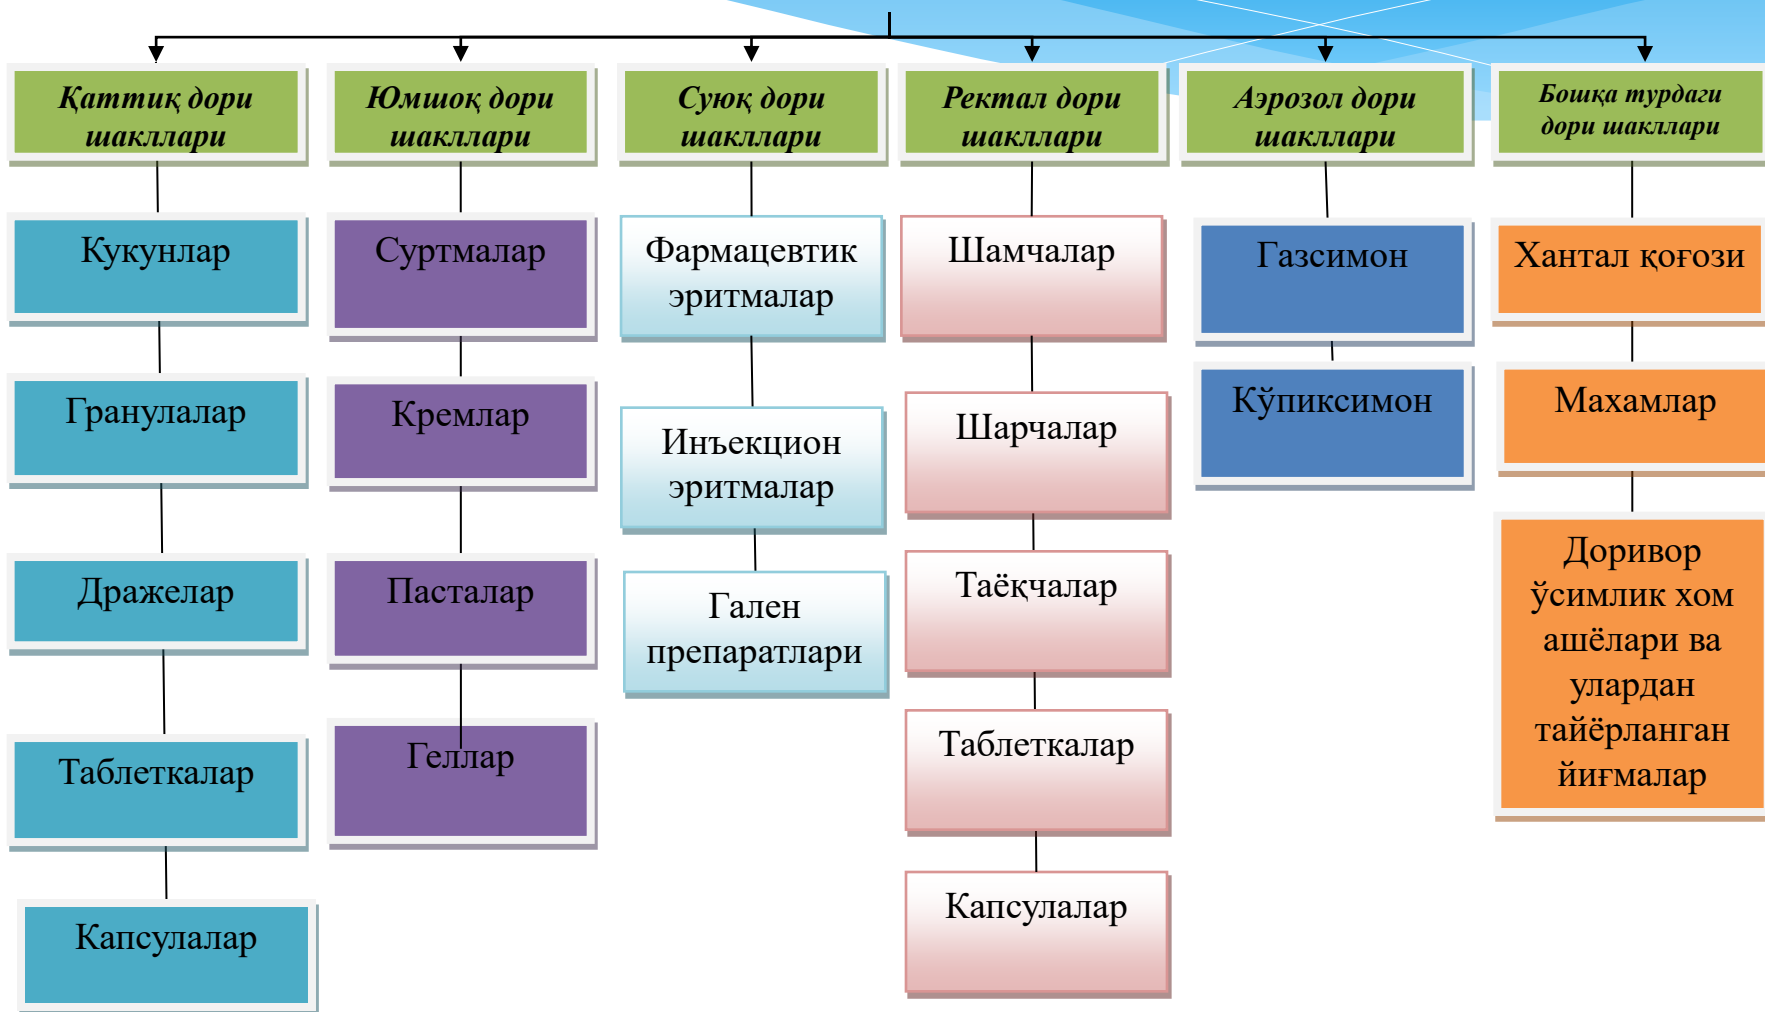 Қаттиқ дори
шакллари
Кукунлар
Гранулалар
Дражелар
Таблеткалар
Капсулалар
Юмшоқ дори
шакллари
Суртмалар
Кремлар
Пасталар
Геллар
Суюқ дори
шакллари
Фармацевтик
эритмалар
Инъекцион
эритмалар
Гален
препаратлари
Ректал дори
шакллари
Шамчалар
Шарчалар
Таёқчалар
Таблеткалар
Капсулалар
Аэрозол дори
шакллари
Газсимон
Кўпиксимон
Бошқа турдаги
дори шакллари
Хантал қоғози
Махамлар
Доривор
ўсимлик хом
ашёлари ва
улардан
тайёрланган
йиғмалар